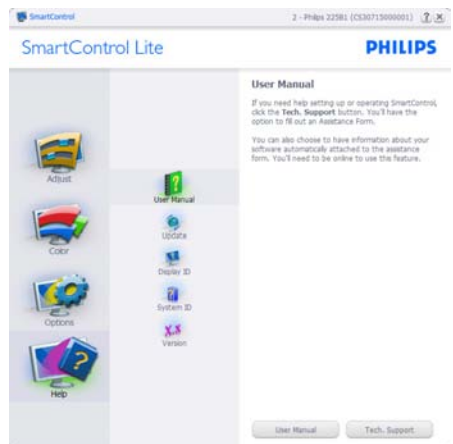 SmartControl
2 - Philips 225B1 (CS30715000001)
SmartControl Lite
PHILIPS
Adjust
Color
Options
Help
User Manual
Update
Display ID
System ID
X.x
Version
User Manual
If you need help setting up or operating SmartControl,
click the Tech. Support button. You'll have the
option to fill out an Assistance Form.
You can also choose to have information about your
software automatically attached to the assistance
form. You'll need to be online to use this feature.
User Manual
Tech. Support